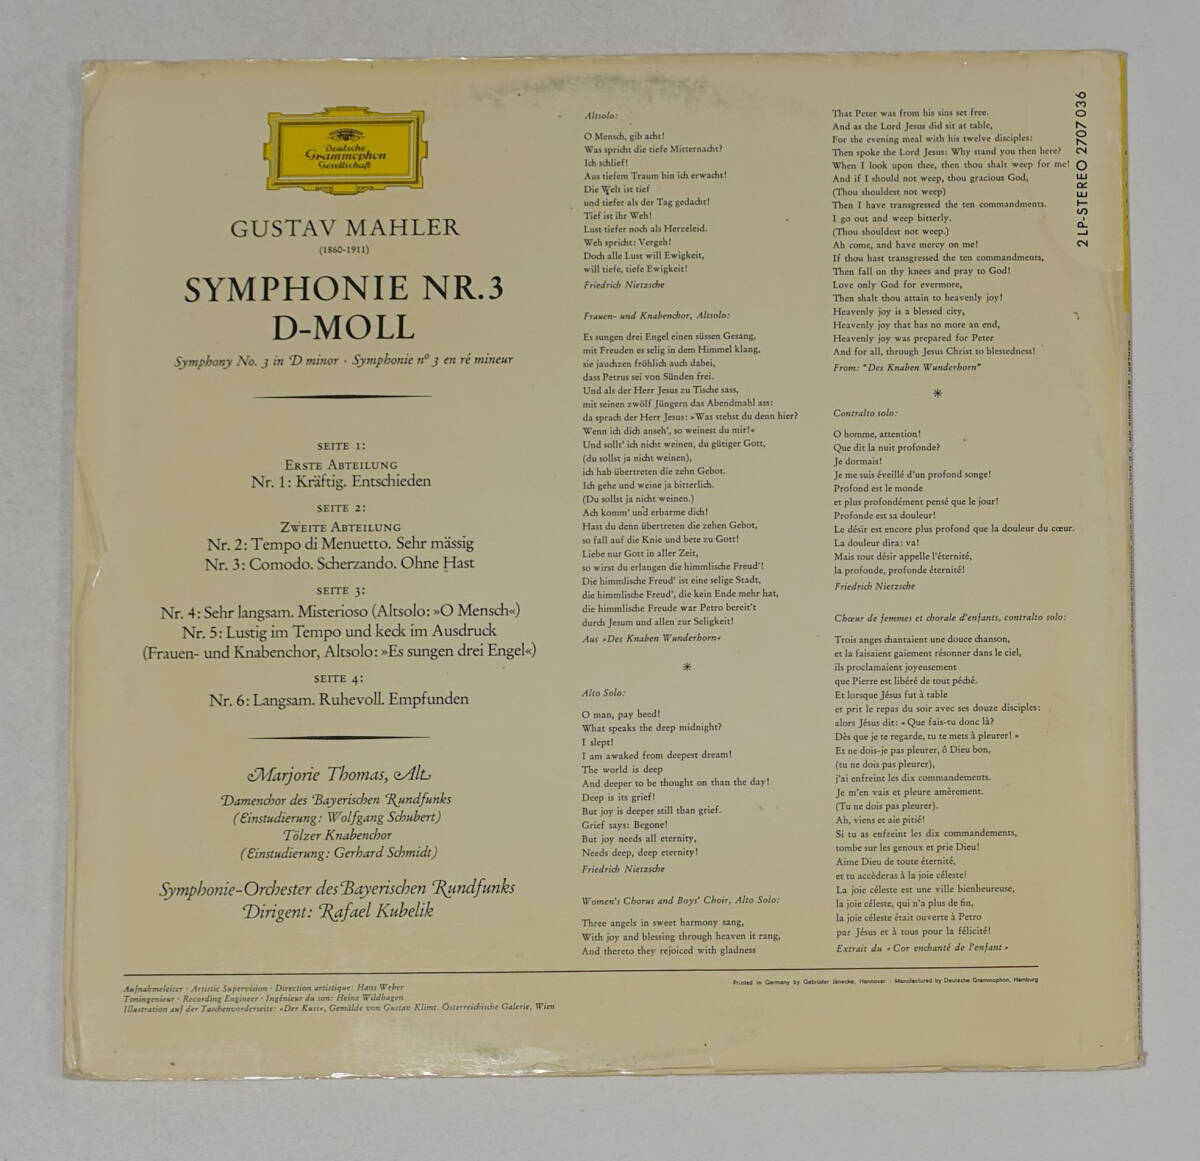 Deutsche
Grammophon
Gesellschaft
GUSTAV MAHLER
(1860-1911)
SYMPHONIE NR.3
D-MOLL
Symphony No. 3 in D minor · Symphonie nº 3 en ré mineur
SEITE 1:
ERSTE ABTEILUNG
Nr. 1: Kräftig. Entschieden
SEITE 2:
ZWEITE ABTEILUNG
Nr. 2: Tempo di Menuetto. Sehr mässig
Nr. 3: Comodo. Scherzando. Ohne Hast
SEITE 3:
Nr. 4: Sehr langsam. Misterioso (Altsolo: »O Mensch«)
Nr. 5: Lustig im Tempo und keck im Ausdruck
(Frauen- und Knabenchor, Altsolo: »Es sungen drei Engel«)
SEITE 4:
Nr. 6: Langsam. Ruhevoll. Empfunden
Marjorie Thomas, Alt
Damenchor des Bayerischen Rundfunks
(Einstudierung: Wolfgang Schubert)
Tölzer Knabenchor
(Einstudierung: Gerhard Schmidt)
Symphonie-Orchester des Bayerischen Rundfunks
Dirigent: Rafael Kubelik
Altsolo:
O Mensch, gib acht!
Was spricht die tiefe Mitternacht?
Ich schlief!
Aus tiefem Traum bin ich erwacht!
Die Welt ist tief
und tiefer als der Tag gedacht!
Tief ist ihr Weh!
Lust tiefer noch als Herzeleid.
Weh spricht: Vergeh!
Doch alle Lust will Ewigkeit,
will tiefe, tiefe Ewigkeit!
Friedrich Nietzsche
Frauen- und Knabenchor, Altsolo:
Es sungen drei Engel einen süssen Gesang,
mit Freuden es selig in dem Himmel klang,
sie jauchzen fröhlich auch dabei,
dass Petrus sei von Sünden frei.
Und als der Herr Jesus zu Tische sass,
mit seinen zwölf Jüngern das Abendmahl ass:
da sprach der Herr Jesus: »Was stehst du denn hier?
Wenn ich dich anseh', so weinest du mir!«
Und sollt' ich nicht weinen, du gütiger Gott,
(du sollst ja nicht weinen),
ich hab übertreten die zehn Gebot.
Ich gehe und weine ja bitterlich.
(Du sollst ja nicht weinen.)
Ach komm' und erbarme dich!
Hast du denn übertreten die zehen Gebot,
so fall auf die Knie und bete zu Gott!
Liebe nur Gott in aller Zeit,
so wirst du erlangen die himmlische Freud'!
Die himmlische Freud' ist eine selige Stadt,
die himmlische Freud', die kein Ende mehr hat,
die himmlische Freude war Petro bereit't
durch Jesum und allen zur Seligkeit!
Aus »Des Knaben Wunderhorn«
*
Alto Solo:
O man, pay heed!
What speaks the deep midnight?
I slept!
I am awaked from deepest dream!
The world is deep
And deeper to be thought on than the day!
Deep is its grief!
But joy is deeper still than grief.
Grief says: Begone!
But joy needs all eternity,
Needs deep, deep eternity!
Friedrich Nietzsche
Women's Chorus and Boys' Choir, Alto Solo:
Three angels in sweet harmony sang,
With joy and blessing through heaven it rang,
And thereto they rejoiced with gladness
That Peter was from his sins set free.
And as the Lord Jesus did sit at table,
For the evening meal with his twelve disciples:
Then spoke the Lord Jesus: Why stand you then here?
When I look upon thee, then thou shalt weep for me!
And if I should not weep, thou gracious God,
(Thou shouldest not weep)
Then I have transgressed the ten commandments.
I go out and weep bitterly.
(Thou shouldest not weep.)
Ah come, and have mercy on me!
If thou hast transgressed the ten commandments,
Then fall on thy knees and pray to God!
Love only God for evermore,
Then shalt thou attain to heavenly joy!
Heavenly joy is a blessed city,
Heavenly joy that has no more an end,
Heavenly joy was prepared for Peter
And for all, through Jesus Christ to blessedness!
From: "Des Knaben Wunderhorn"
*
Contralto solo:
O homme, attention!
Que dit la nuit profonde?
Je dormais!
Je me suis éveillé d'un profond songe!
Profond est le monde
et plus profondément pensé que le jour!
Profonde est sa douleur!
Le désir est encore plus profond que la douleur du cœur.
La douleur dira: va!
Mais tout désir appelle l'éternité,
la profonde, profonde éternité!
Friedrich Nietzsche
Chœur de femmes et chorale d'enfants, contralto solo:
Trois anges chantaient une douce chanson,
et la faisaient gaiement résonner dans le ciel,
ils proclamaient joyeusement
que Pierre est libéré de tout péché.
Et lorsque Jésus fut à table
et prit le repas du soir avec ses douze disciples:
alors Jésus dit: « Que fais-tu donc là?
Dès que je te regarde, tu te mets à pleurer! »
Et ne dois-je pas pleurer, ô Dieu bon,
(tu ne dois pas pleurer),
j'ai enfreint les dix commandements.
Je m'en vais et pleure amèrement.
(Tu ne dois pas pleurer).
Ah, viens et aie pitié!
Si tu as enfreint les dix commandements,
tombe sur les genoux et prie Dieu!
Aime Dieu de toute éternité,
et tu accèderas à la joie céleste!
La joie céleste est une ville bienheureuse,
la joie céleste, qui n'a plus de fin,
la joie céleste était ouverte à Petro
par Jésus et à tous pour la félicité!
Extrait du « Cor enchanté de l'enfant »
2 LP-STEREO 2707 036
Aufnahmeleiter · Artistic Supervision · Direction artistique: Hans Weber
Toningenieur · Recording Engineer · Ingénieur du son: Heinz Wildhagen
Illustration auf der Taschenvorderseite: »Der Kuss«, Gemälde von Gustav Klimt. Österreichische Galerie, Wien
Printed in Germany by Gebrüder Jänecke, Hannover · Manufactured by Deutsche Grammophon, Hamburg